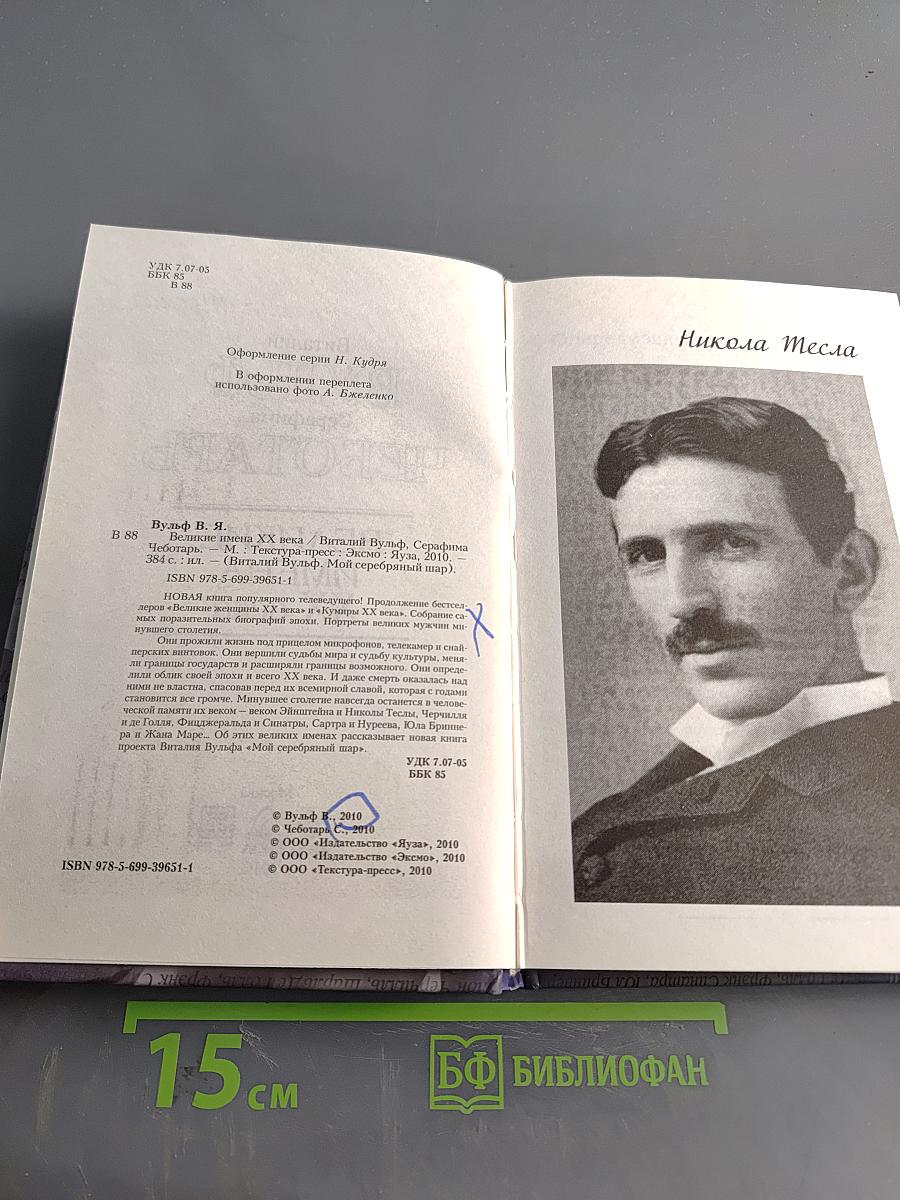 УДК 7.07-05
ББК 85
В 88
Оформление серии Н. Кудря
В оформлении переплета
использовано фото А. Бжеленко
Вульф В. Я.
В 88 Великие имена XX века / Виталий Вульф, Серафима
Чеботарь. — М. : Текстура-пресс : Эксмо : Яуза, 2010. —
384 с. : ил. — (Виталий Вульф. Мой серебряный шар).
ISBN 978-5-699-39651-1
НОВАЯ книга популярного телеведущего! Продолжение бестсел-
леров «Великие женщины XX века» и «Кумиры XX века». Собрание са-
мых поразительных биографий эпохи. Портреты великих мужчин ми-
нувшего столетия.
Они прожили жизнь под прицелом микрофонов, телекамер и снай-
перских винтовок. Они вершили судьбы мира и судьбу культуры, меня-
ли границы государств и расширяли границы возможного. Они опреде-
лили облик своей эпохи и всего XX века. И даже смерть оказалась над
ними не властна, спасовав перед их всемирной славой, которая с годами
становится все громче. Минувшее столетие навсегда останется в челове-
ческой памяти их веком — веком Эйнштейна и Николы Теслы, Черчилля
и де Голля, Фицджеральда и Синатры, Сартра и Нуреева, Юла Бринне-
ра и Жана Маре... Об этих великих именах рассказывает новая книга
проекта Виталия Вульфа «Мой серебряный шар».
УДК 7.07-05
ББК 85
© Вульф В., 2010
© Чеботарь С., 2010
© ООО «Издательство «Яуза», 2010
© ООО «Издательство «Эксмо», 2010
© ООО «Текстура-пресс», 2010
ISBN 978-5-699-39651-1
Никола Тесла
15 см
БФ БИБЛИОФАН